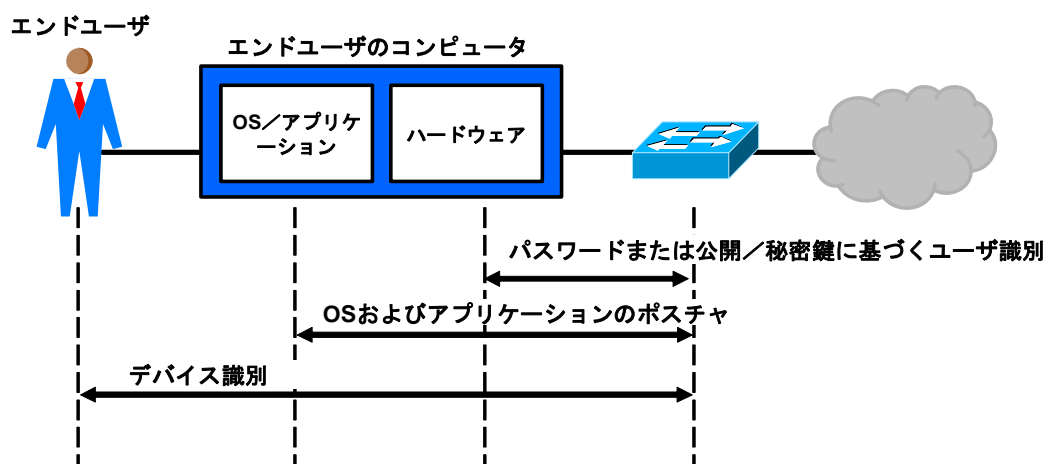 エンドユーザ
エンドユーザのコンピュータ
OS／アプリケ
ーション
ハードウェア
パスワードまたは公開／秘密鍵に基づくユーザ識別
OSおよびアプリケーションのポスチャ
デバイス識別